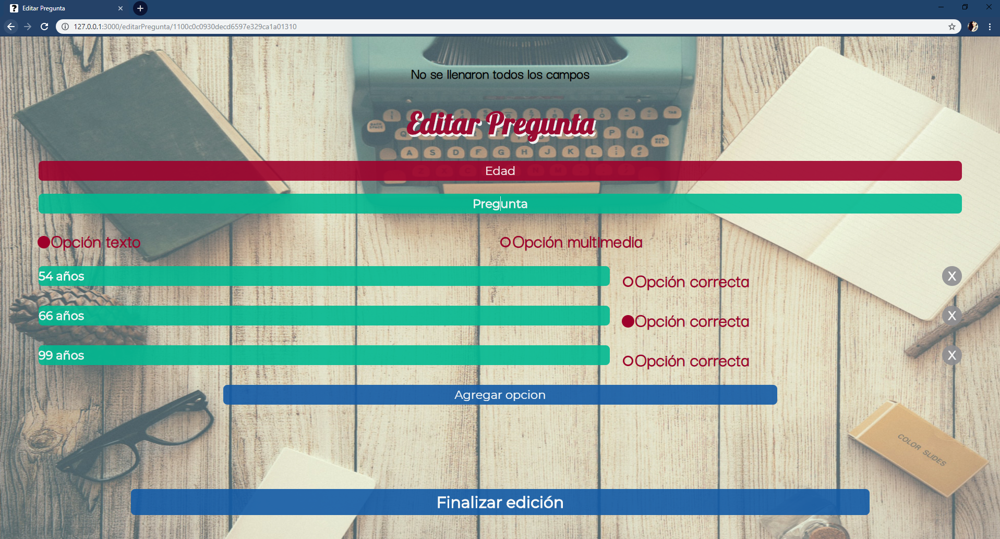 Editar Pregunta
127.0.0.1:3000/editarPregunta/1100c0c0930decd6597e329ca1a01310
No se llenaron todos los campos
Editar Pregunta
Edad
Pregunta
Opción texto
Opción multimedia
54 años
Opción correcta
X
66 años
Opción correcta
X
99 años
Opción correcta
X
Agregar opcion
COLOR SLIDES
Finalizar edición